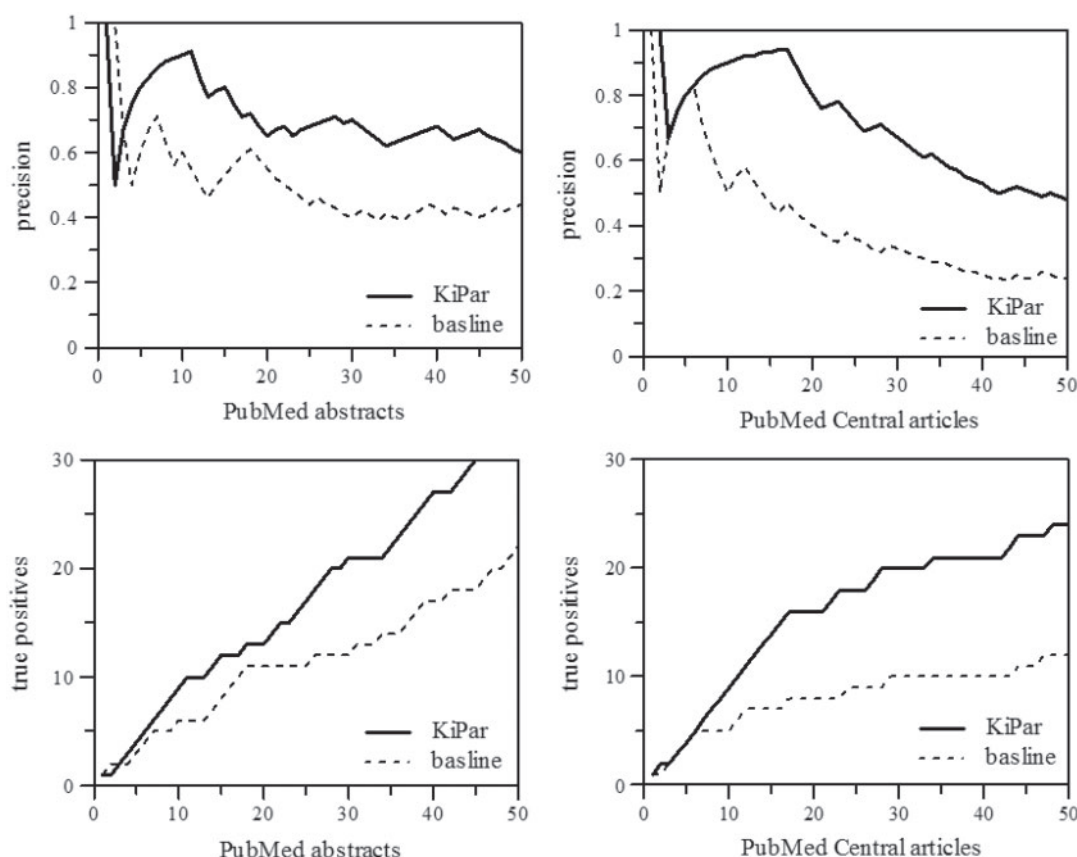 1
0.8
0.6
0.4
0.2
0
precision
KiPar
basline
0 10 20 30 40 50
PubMed abstracts
1
0.8
0.6
0.4
0.2
0
precision
KiPar
basline
0 10 20 30 40 50
PubMed Central articles
30
20
10
0
true positives
KiPar
basline
0 10 20 30 40 50
PubMed abstracts
30
20
10
0
true positives
KiPar
basline
0 10 20 30 40 50
PubMed Central articles